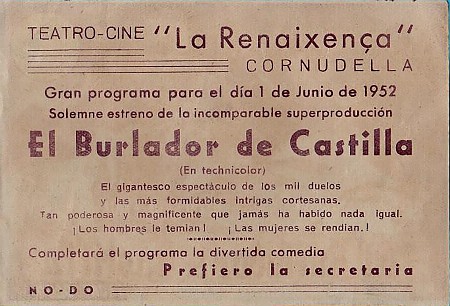 TEATRO-CINE "La Renaixença"
CORNUDELLA
Gran programa para el día 1 de Junio de 1952
Solemne estreno de la incomparable superproducción
El Burlador de Castilla
(En technicolor)
El gigantesco espectáculo de los mil duelos
y las más formidables intrigas cortesanas.
Tan poderosa y magnificente que jamás ha habido nada igual.
¡Los hombres le temian! ¡Las mujeres se rendian.!
Completará el programa la divertida comedia
Prefiero la secretaria
NO-DO